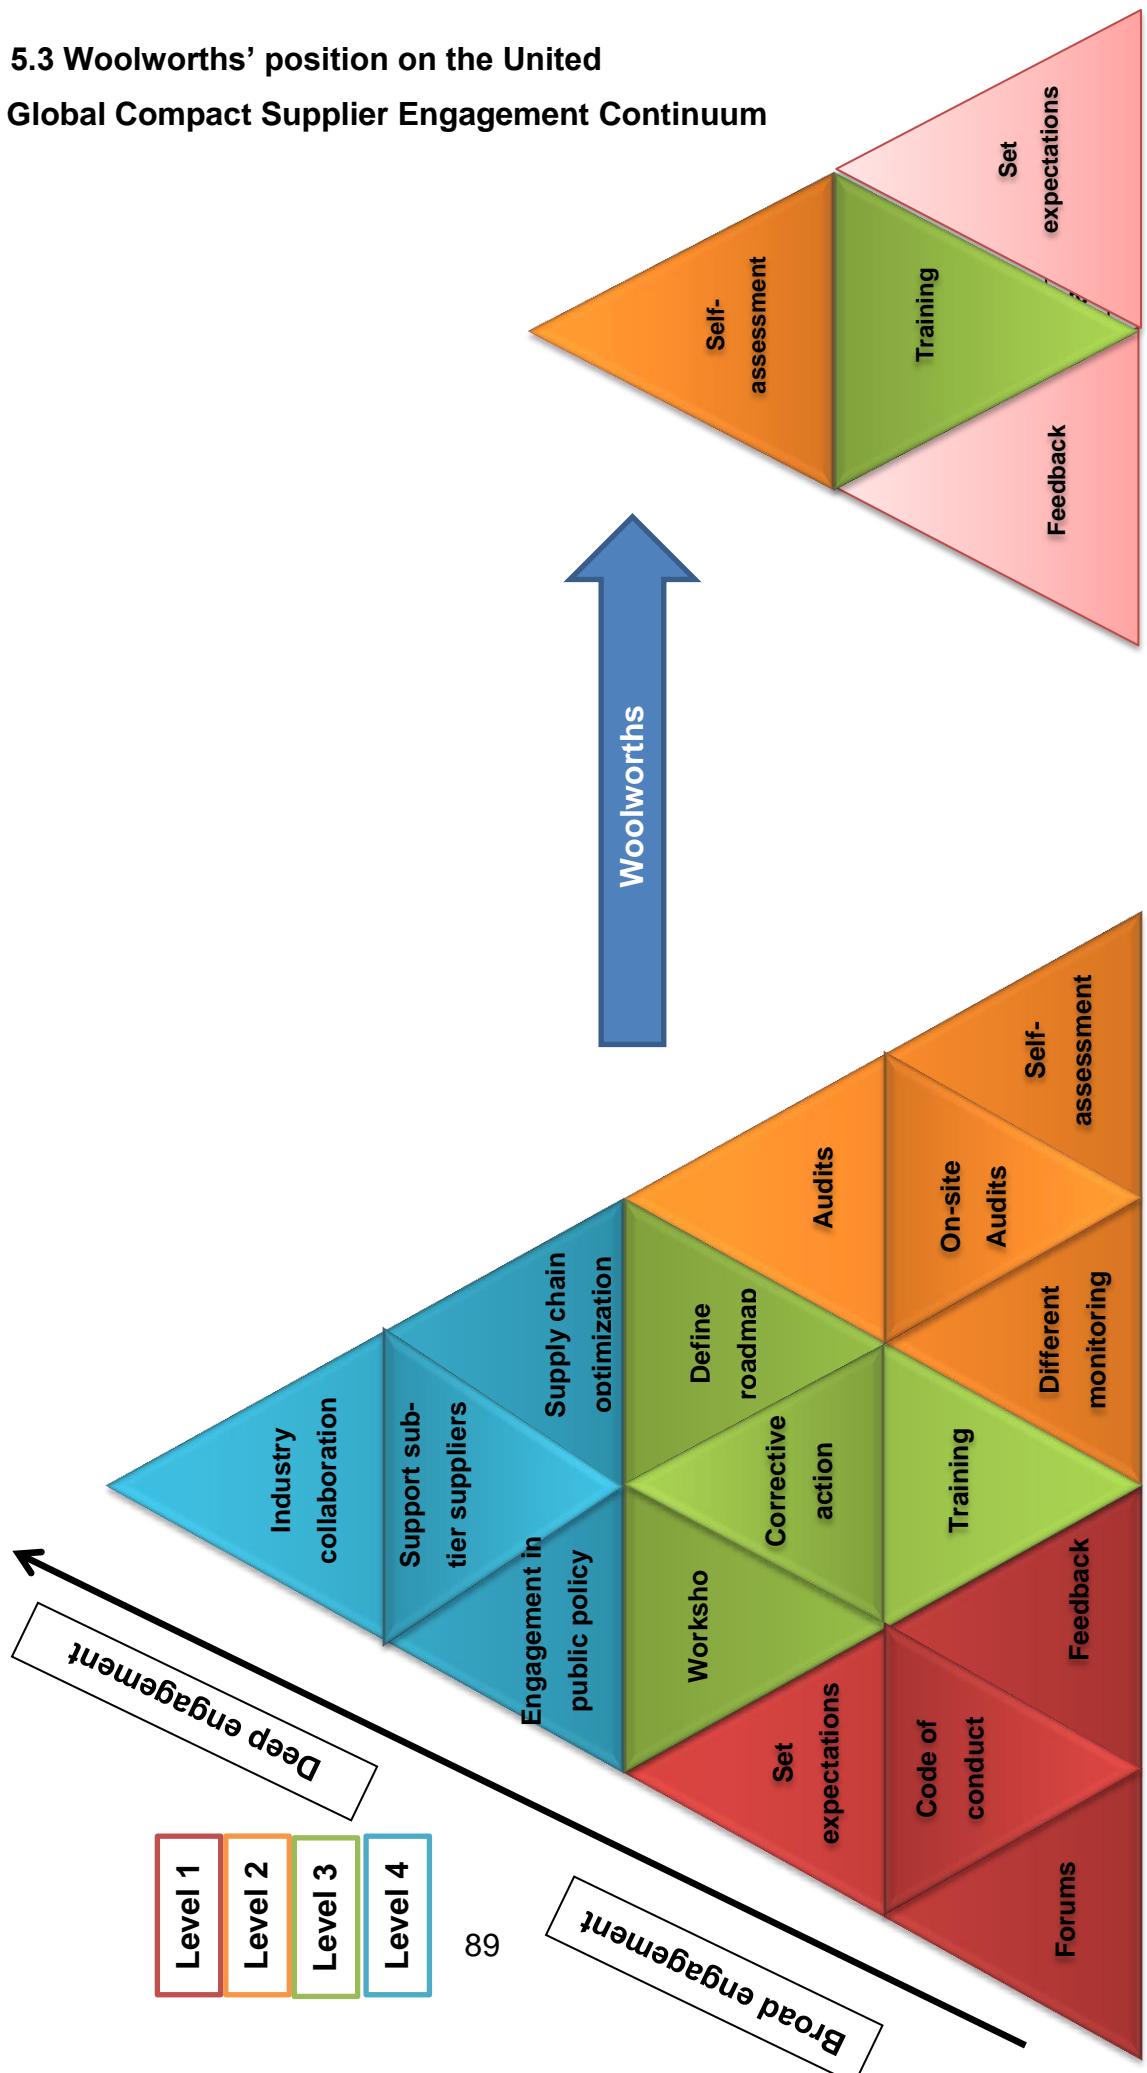 5.3 Woolworths’ position on the United
Global Compact Supplier Engagement Continuum
Level 1
Level 2
Level 3
Level 4
Deep engagement
Broad engagement
Industry
collaboration
Engagement in
public policy
Support sub-
tier suppliers
Supply chain
optimization
Worksho
Corrective
action
Define
roadmap
Set
expectations
Training
Audits
Forums
Code of
conduct
Feedback
Different
monitoring
On-site
Audits
Self-
assessment
Woolworths
Self-
assessment
Feedback
Training
Set
expectations
89